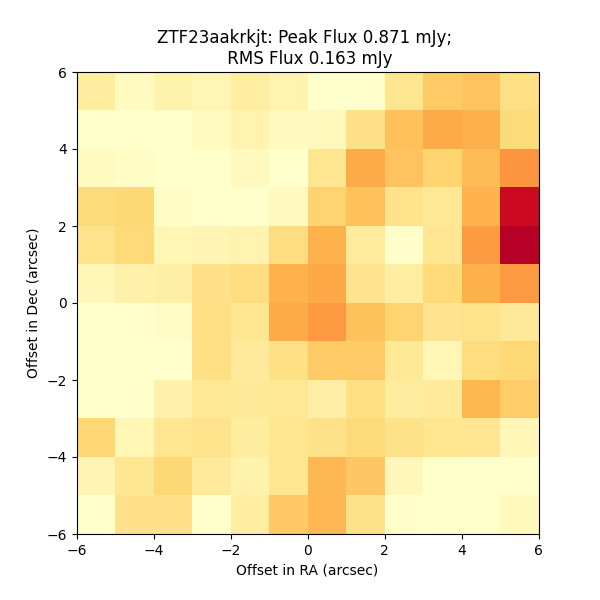 ZTF23aakrkjt: Peak Flux 0.871 mJy;
RMS Flux 0.163 mJy
6
4
2
0
−2
−4
−6
Offset in Dec (arcsec)
−6 −4 −2 0 2 4 6
Offset in RA (arcsec)